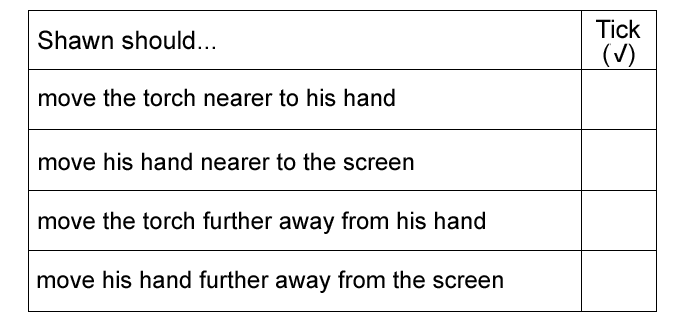 Shawn should...
Tick
(√)
move the torch nearer to his hand
move his hand nearer to the screen
move the torch further away from his hand
move his hand further away from the screen